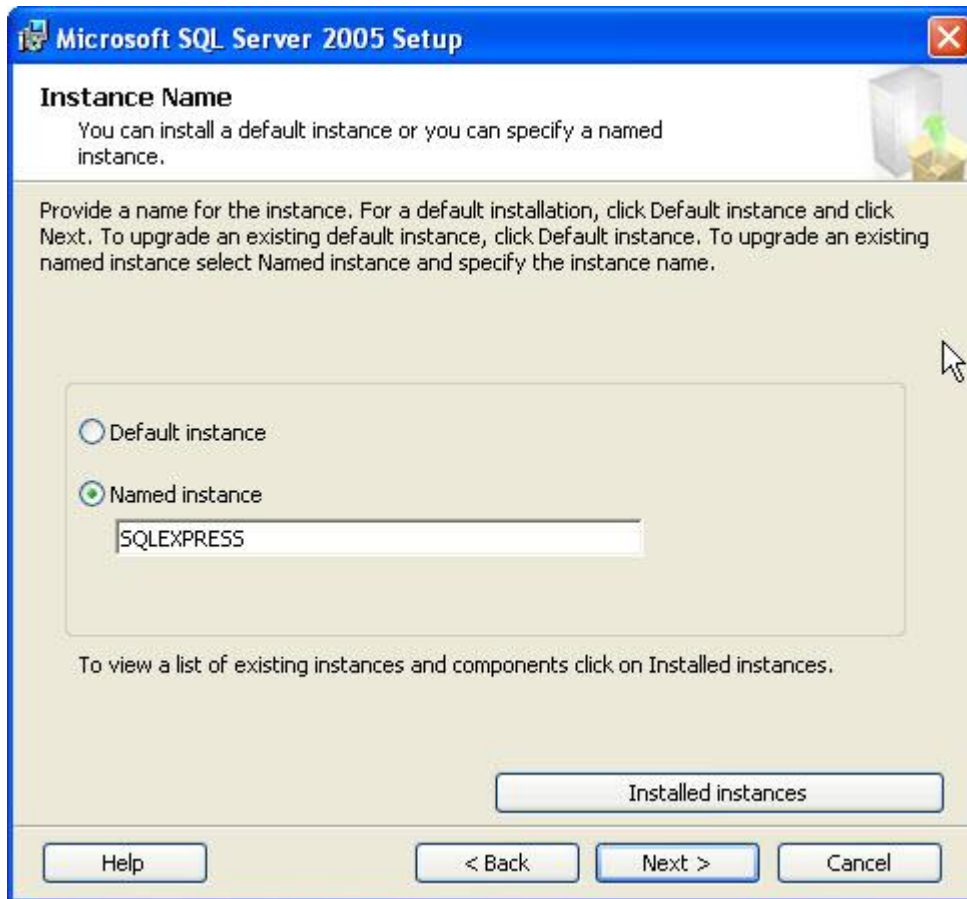 Microsoft SQL Server 2005 Setup
Instance Name
You can install a default instance or you can specify a named
instance.
Provide a name for the instance. For a default installation, click Default instance and click
Next. To upgrade an existing default instance, click Default instance. To upgrade an existing
named instance select Named instance and specify the instance name.
Default instance
Named instance
SQLEXPRESS
To view a list of existing instances and components click on Installed instances.
Installed instances
Help
< Back
Next >
Cancel